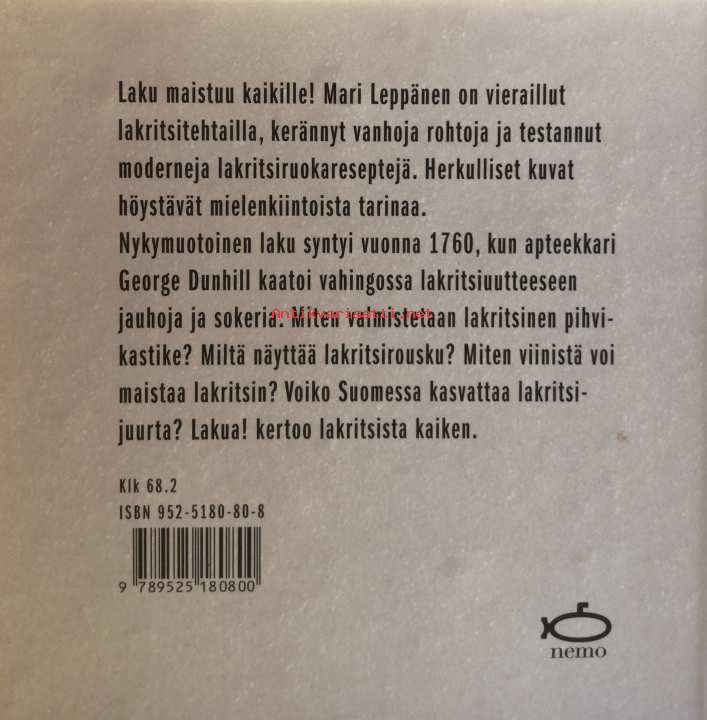 Laku maistuu kaikille! Mari Leppänen on vieraillut
lakritsitehtailla, kerännyt vanhoja rohtoja ja testannut
moderneja lakritsiruokareseptejä. Herkulliset kuvat
höystävät mielenkiintoista tarinaa.
Nykymuotoinen laku syntyi vuonna 1760, kun apteekkari
George Dunhill kaatoi vahingossa lakritsiuutteeseen
jauhoja ja sokeria. Miten valmistetaan lakritsinen pihvi-
Antikvariaatti.net
kastike? Miltä näyttää lakritsirousku? Miten viinistä voi
maistaa lakritsin? Voiko Suomessa kasvattaa lakritsi-
juurta? Lakua! kertoo lakritsista kaiken.
Klk 68.2
ISBN 952-5180-80-8
9 789525 180800
nemo